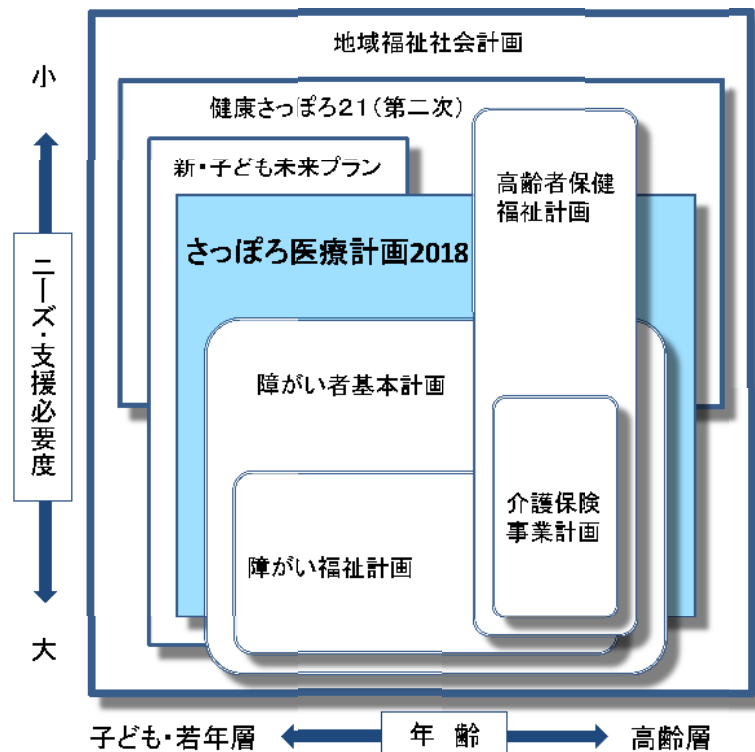 地域福祉社会計画
小
健康さっぽろ21(第二次)
新・子ども未来プラン
高齢者保健
福祉計画
さっぽろ医療計画2018
ニーズ・支援必要度
障がい者基本計画
介護保険
事業計画
障がい福祉計画
大
子ども・若年層
年齢
高齢層